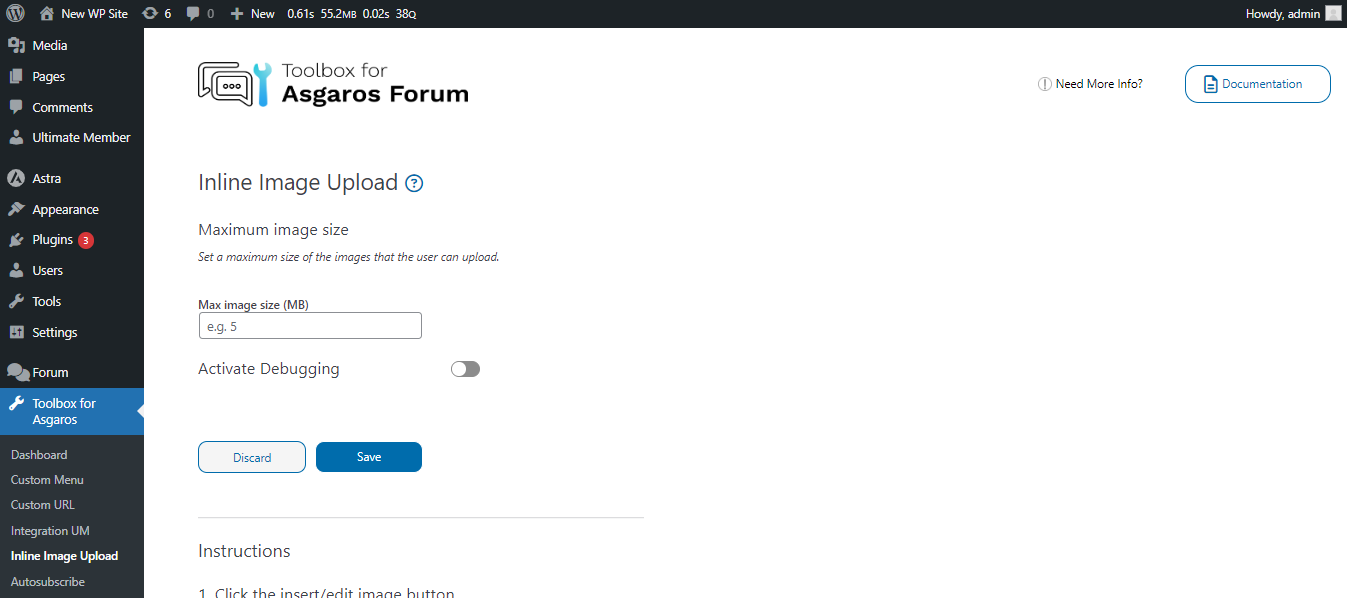 New WP Site 6 0 New 0.61s 55.2MB 0.02s 38Q Howdy, admin
Media
Pages
Comments
Ultimate Member
Astra
Appearance
Plugins 3
Users
Tools
Settings
Forum
Toolbox for
Asgaros
Dashboard
Custom Menu
Custom URL
Integration UM
Inline Image Upload
Autosubscribe
Toolbox for
Asgaros Forum
Need More Info?
Documentation
Inline Image Upload
Maximum image size
Set a maximum size of the images that the user can upload.
Max image size (MB)
e.g. 5
Activate Debugging
Discard Save
Instructions
1. Click the insert/edit image button